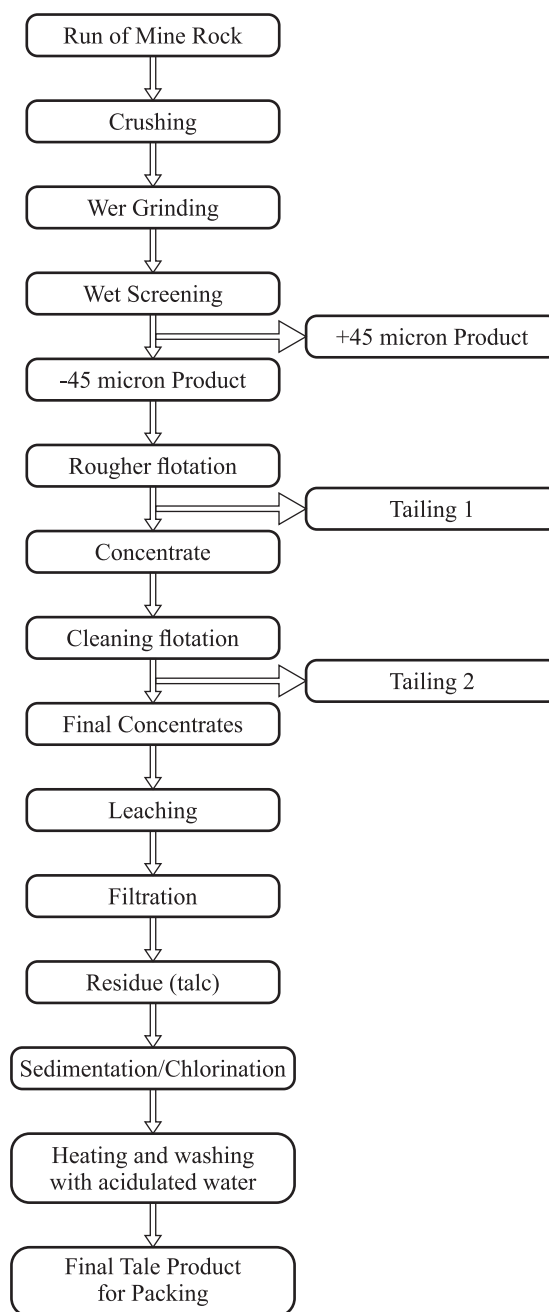 Run of Mine Rock
Crushing
Wer Grinding
Wet Screening
+45 micron Product
-45 micron Product
Rougher flotation
Tailing 1
Concentrate
Cleaning flotation
Tailing 2
Final Concentrates
Leaching
Filtration
Residue (talc)
Sedimentation/Chlorination
Heating and washing
with acidulated water
Final Tale Product
for Packing